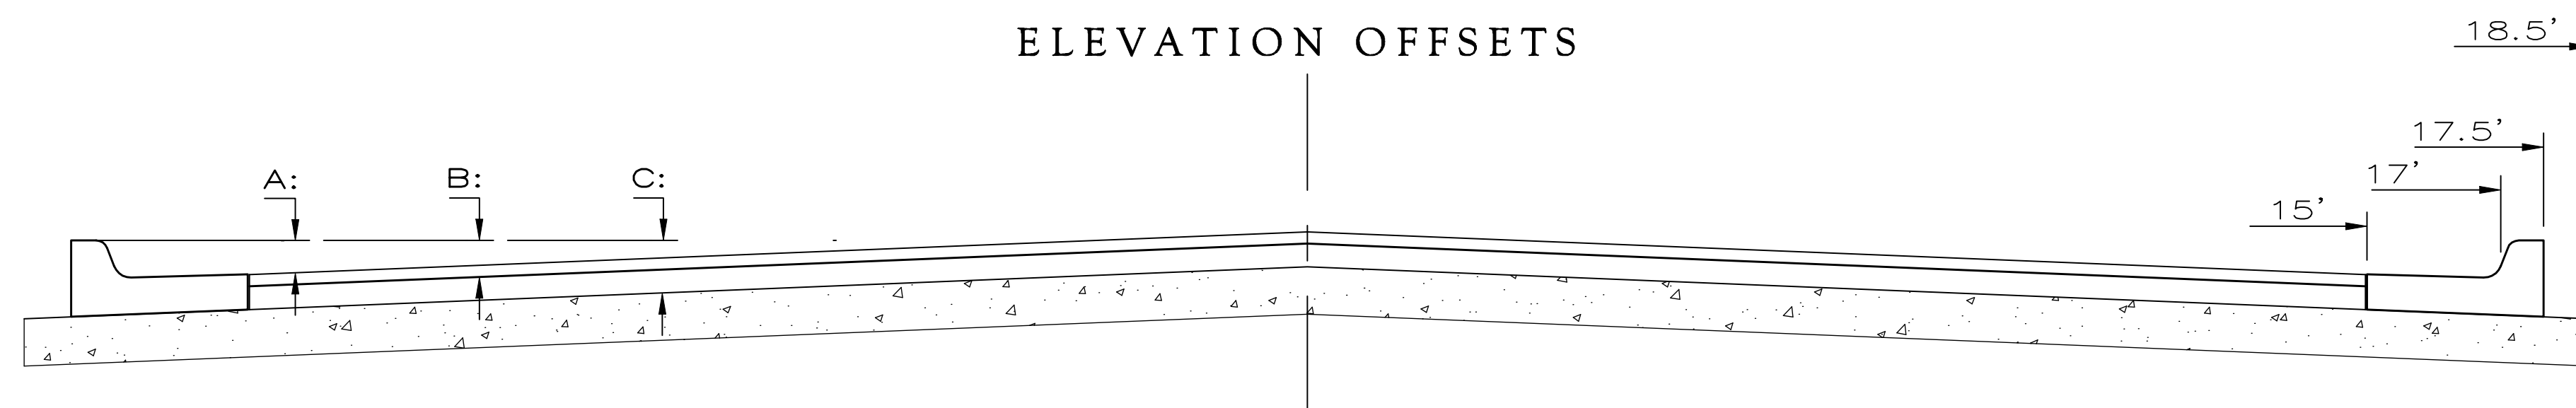 ELEVATION OFFSETS
18.5'
17.5'
17'
15'
A:
B:
C: